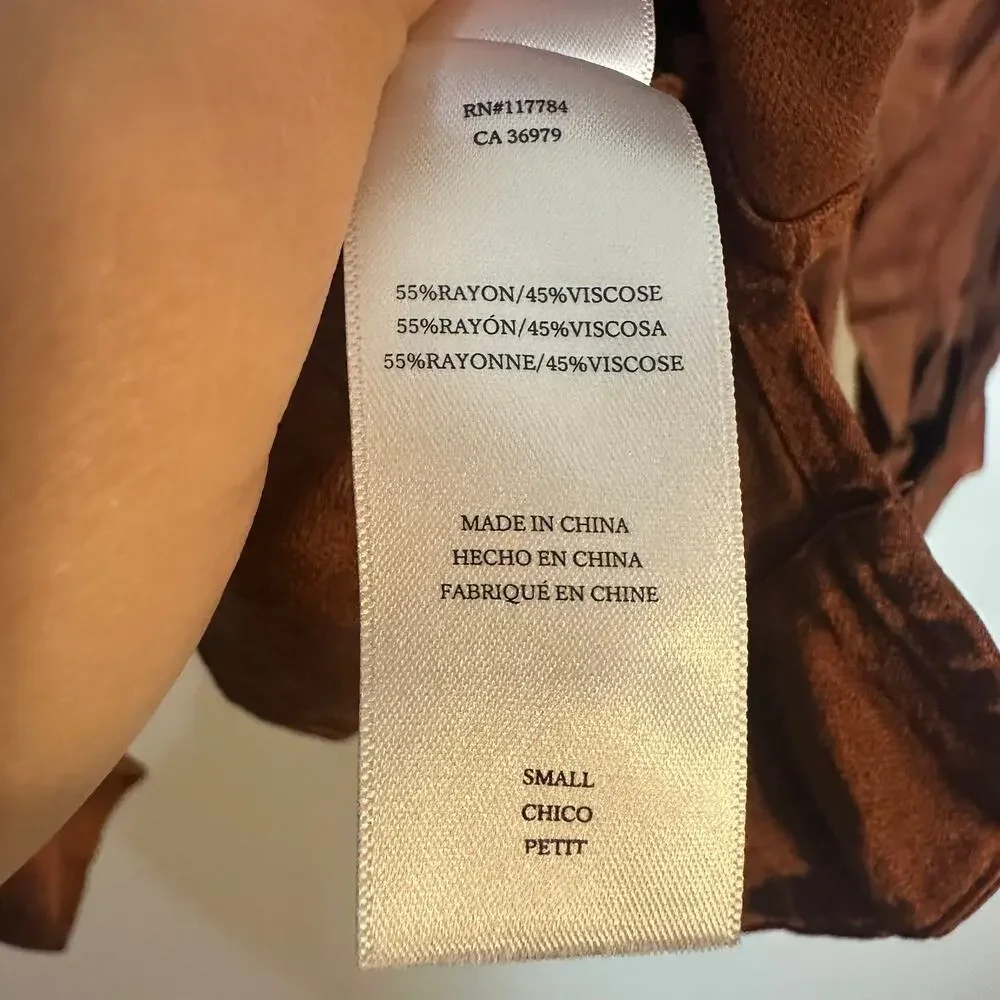 RN#117784
CA 36979
55%RAYON/45%VISCOSE
55%RAYÓN/45%VISCOSA
55%RAYONNE/45%VISCOSE
MADE IN CHINA
HECHO EN CHINA
FABRIQUÉ EN CHINE
SMALL
CHICO
PETIT